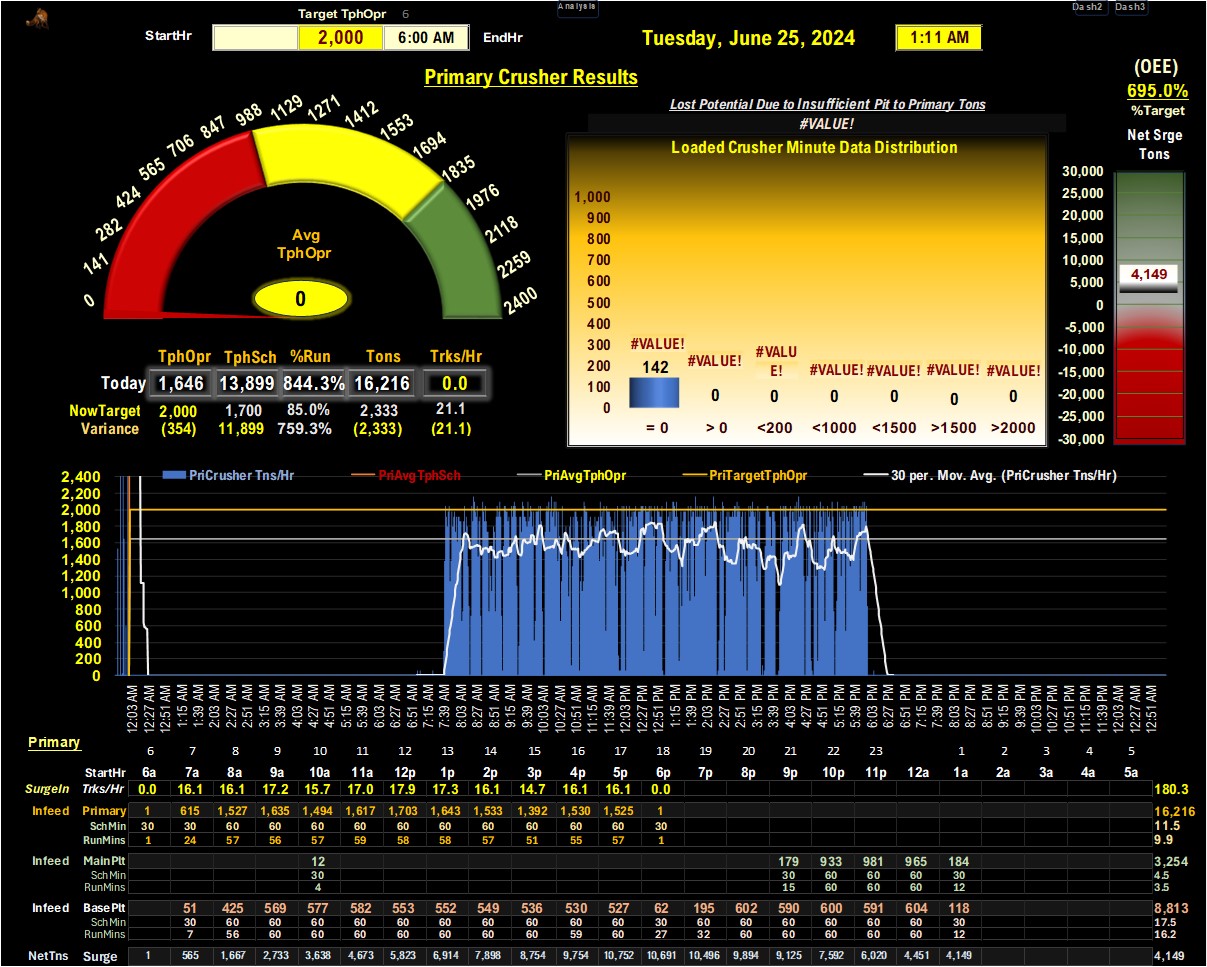 Target TphOpr 6
Analysis
Dash2 Dash3
StartHr 2,000 6:00 AM EndHr
Tuesday, June 25, 2024 1:11 AM
Primary Crusher Results
(OEE)
695.0%
%Target
Net Srge
Tons
Lost Potential Due to Insufficient Pit to Primary Tons
#VALUE!
0 141 282 424 565 706 847 988 1129 1271 1412 1553 1694 1835 1976 2118 2259 2400
Avg
TphOpr
0
Loaded Crusher Minute Data Distribution
1,000
900
800
700
600
500
400
300
200
100
0
#VALUE! #VALUE! #VALU
E! #VALUE! #VALUE! #VALUE! #VALUE!
142 0 0 0 0 0 0
= 0 > 0 <200 <1000 <1500 >1500 >2000
30,000
25,000
20,000
15,000
10,000
5,000
0
-5,000
-10,000
-15,000
-20,000
-25,000
-30,000
4,149
TphOpr TphSch %Run Tons Trks/Hr
Today 1,646 13,899 844.3% 16,216 0.0
NowTarget 2,000 1,700 85.0% 2,333 21.1
Variance (354) 11,899 759.3% (2,333) (21.1)
PriCrusher Tns/Hr PriAvgTphSch PriAvgTphOpr PriTargetTphOpr 30 per. Mov. Avg. (PriCrusher Tns/Hr)
2,400
2,200
2,000
1,800
1,600
1,400
1,200
1,000
800
600
400
200
0
12:03 AM 12:27 AM 12:51 AM 1:15 AM 1:39 AM 2:03 AM 2:27 AM 2:51 AM 3:15 AM 3:39 AM 4:03 AM 4:27 AM 4:51 AM 5:15 AM 5:39 AM 6:03 AM 6:27 AM 6:51 AM 7:15 AM 7:39 AM 8:03 AM 8:27 AM 8:51 AM 9:15 AM 9:39 AM 10:03 AM 10:27 AM 10:51 AM 11:15 AM 11:39 AM 12:03 PM 12:27 PM 12:51 PM 1:15 PM 1:39 PM 2:03 PM 2:27 PM 2:51 PM 3:15 PM 3:39 PM 4:03 PM 4:27 PM 4:51 PM 5:15 PM 5:39 PM 6:03 PM 6:27 PM 6:51 PM 7:15 PM 7:39 PM 8:03 PM 8:27 PM 8:51 PM 9:15 PM 9:39 PM 10:03 PM 10:27 PM 10:51 PM 11:15 PM 11:39 PM 12:03 AM 12:27 AM 12:51 AM
Primary
6 7 8 9 10 11 12 13 14 15 16 17 18 19 20 21 22 23 1 2 3 4 5
StartHr 6a 7a 8a 9a 10a 11a 12p 1p 2p 3p 4p 5p 6p 7p 8p 9p 10p 11p 12a 1a 2a 3a 4a 5a
SurgeIn Trks/Hr 0.0 16.1 16.1 17.2 15.7 17.0 17.9 17.3 16.1 14.7 16.1 16.1 0.0 180.3
Infeed Primary 1 615 1,527 1,635 1,494 1,617 1,703 1,643 1,533 1,392 1,530 1,525 1 16,216
SchMin 30 30 60 60 60 60 60 60 60 60 60 60 30 11.5
RunMins 1 24 57 56 57 59 58 58 57 51 55 57 1 9.9
Infeed MainPlt 12 179 933 981 965 184 3,254
SchMin 30 30 60 60 60 30 4.5
RunMins 4 15 60 60 60 12 3.5
Infeed BasePlt 51 425 569 577 582 553 552 549 536 530 527 62 195 602 590 600 591 604 118 8,813
SchMin 30 60 60 60 60 60 60 60 60 60 60 30 60 60 60 60 60 60 30 17.5
RunMins 7 56 60 60 60 60 60 60 60 59 60 27 32 60 60 60 60 60 12 16.2
NetTns Surge 1 565 1,667 2,733 3,638 4,673 5,823 6,914 7,898 8,754 9,754 10,752 10,691 10,496 9,894 9,125 7,592 6,020 4,451 4,149 4,149